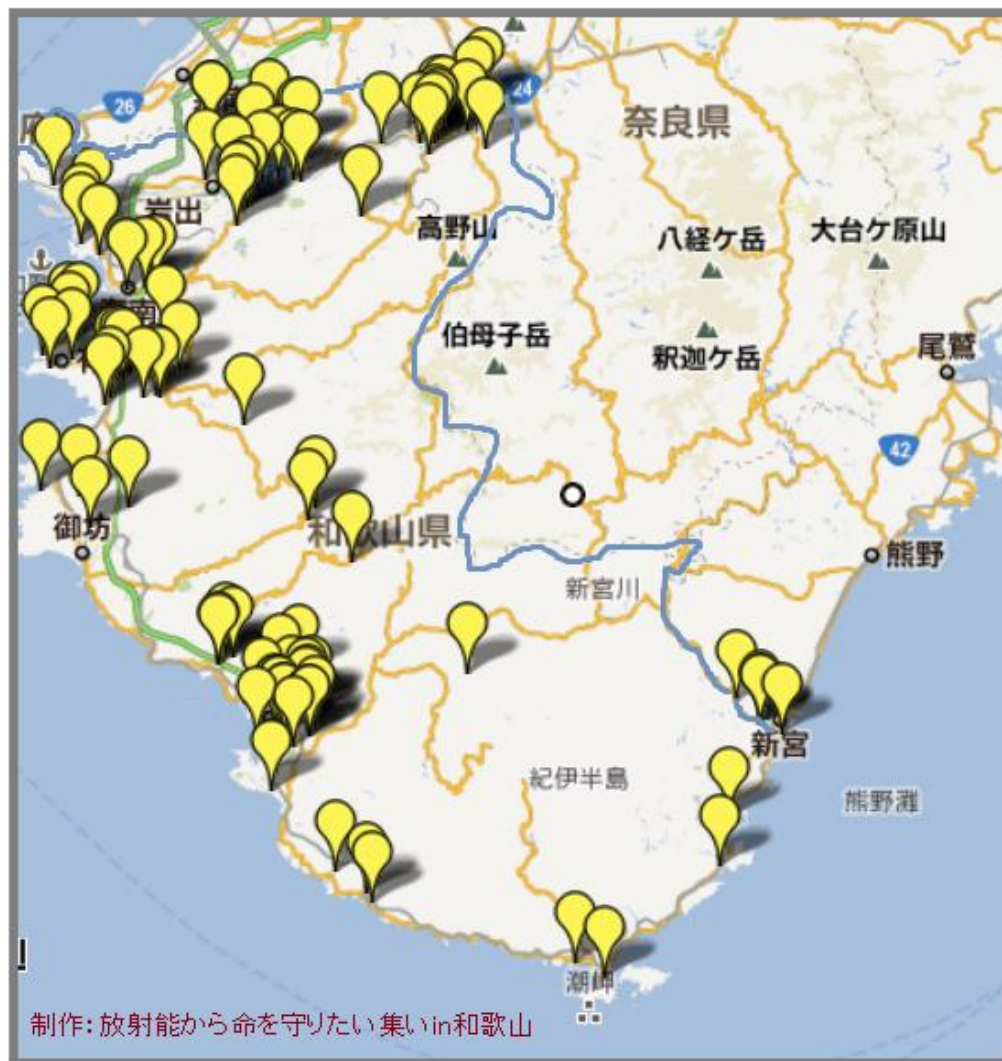 26
24
奈良県
岩出
高野山
八経ケ岳
大台ケ原山
南
伯母子岳
釈迦ケ岳
尾鷲
42
御坊
和歌山県
熊野
新宮川
新宮
紀伊半島
熊野灘
潮岬
制作：放射能から命を守りたい集いin和歌山